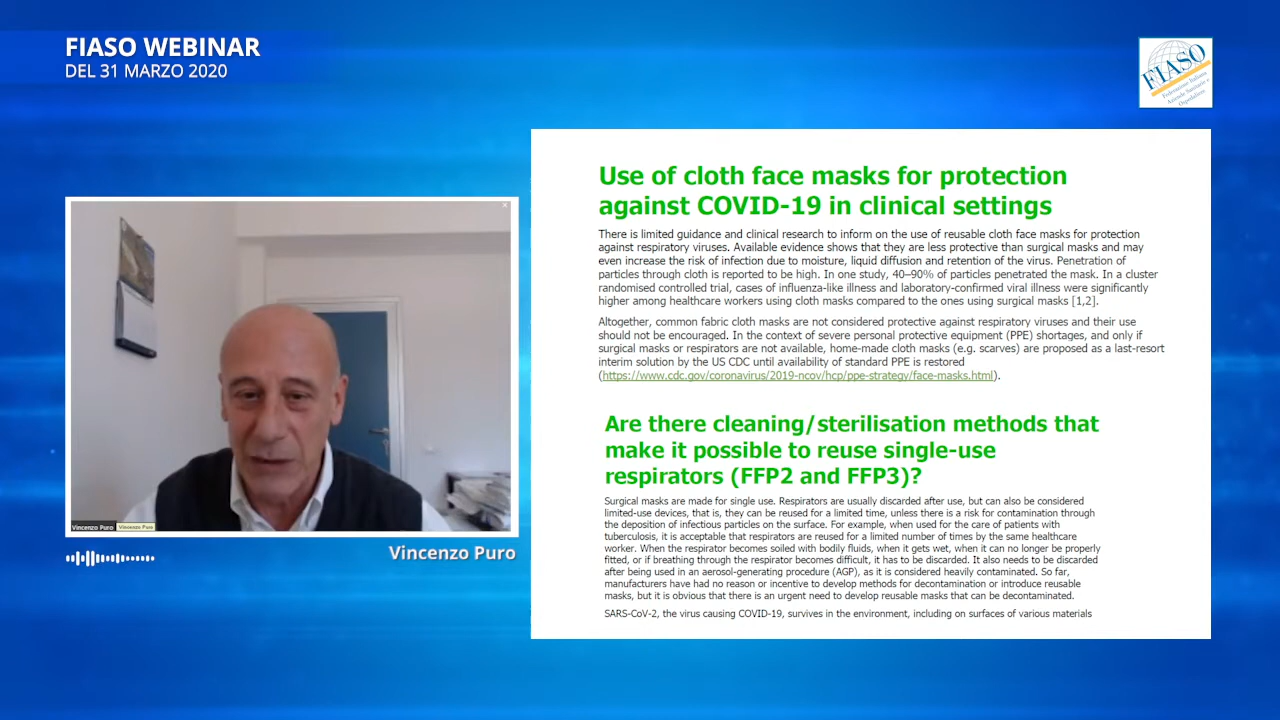 FIASO WEBINAR
DEL 31 MARZO 2020
FIASO
Federazione Italiana
Aziende Sanitarie e
Ospedaliere
Use of cloth face masks for protection
against COVID-19 in clinical settings
There is limited guidance and clinical research to inform on the use of reusable cloth face masks for protection
against respiratory viruses. Available evidence shows that they are less protective than surgical masks and may
even increase the risk of infection due to moisture, liquid diffusion and retention of the virus. Penetration of
particles through cloth is reported to be high. In one study, 40–90% of particles penetrated the mask. In a cluster
randomised controlled trial, cases of influenza-like illness and laboratory-confirmed viral illness were significantly
higher among healthcare workers using cloth masks compared to the ones using surgical masks [1,2].
Altogether, common fabric cloth masks are not considered protective against respiratory viruses and their use
should not be encouraged. In the context of severe personal protective equipment (PPE) shortages, and only if
surgical masks or respirators are not available, home-made cloth masks (e.g. scarves) are proposed as a last-resort
interim solution by the US CDC until availability of standard PPE is restored
(https://www.cdc.gov/coronavirus/2019-ncov/hcp/ppe-strategy/face-masks.html).
Are there cleaning/sterilisation methods that
make it possible to reuse single-use
respirators (FFP2 and FFP3)?
Surgical masks are made for single use. Respirators are usually discarded after use, but can also be considered
limited-use devices, that is, they can be reused for a limited time, unless there is a risk for contamination through
the deposition of infectious particles on the surface. For example, when used for the care of patients with
tuberculosis, it is acceptable that respirators are reused for a limited number of times by the same healthcare
worker. When the respirator becomes soiled with bodily fluids, when it gets wet, when it can no longer be properly
fitted, or if breathing through the respirator becomes difficult, it has to be discarded. It also needs to be discarded
after being used in an aerosol-generating procedure (AGP), as it is considered heavily contaminated. So far,
manufacturers have had no reason or incentive to develop methods for decontamination or introduce reusable
masks, but it is obvious that there is an urgent need to develop reusable masks that can be decontaminated.
SARS-CoV-2, the virus causing COVID-19, survives in the environment, including on surfaces of various materials
Vincenzo Puro
Vincenzo Puro
Vincenzo Puro